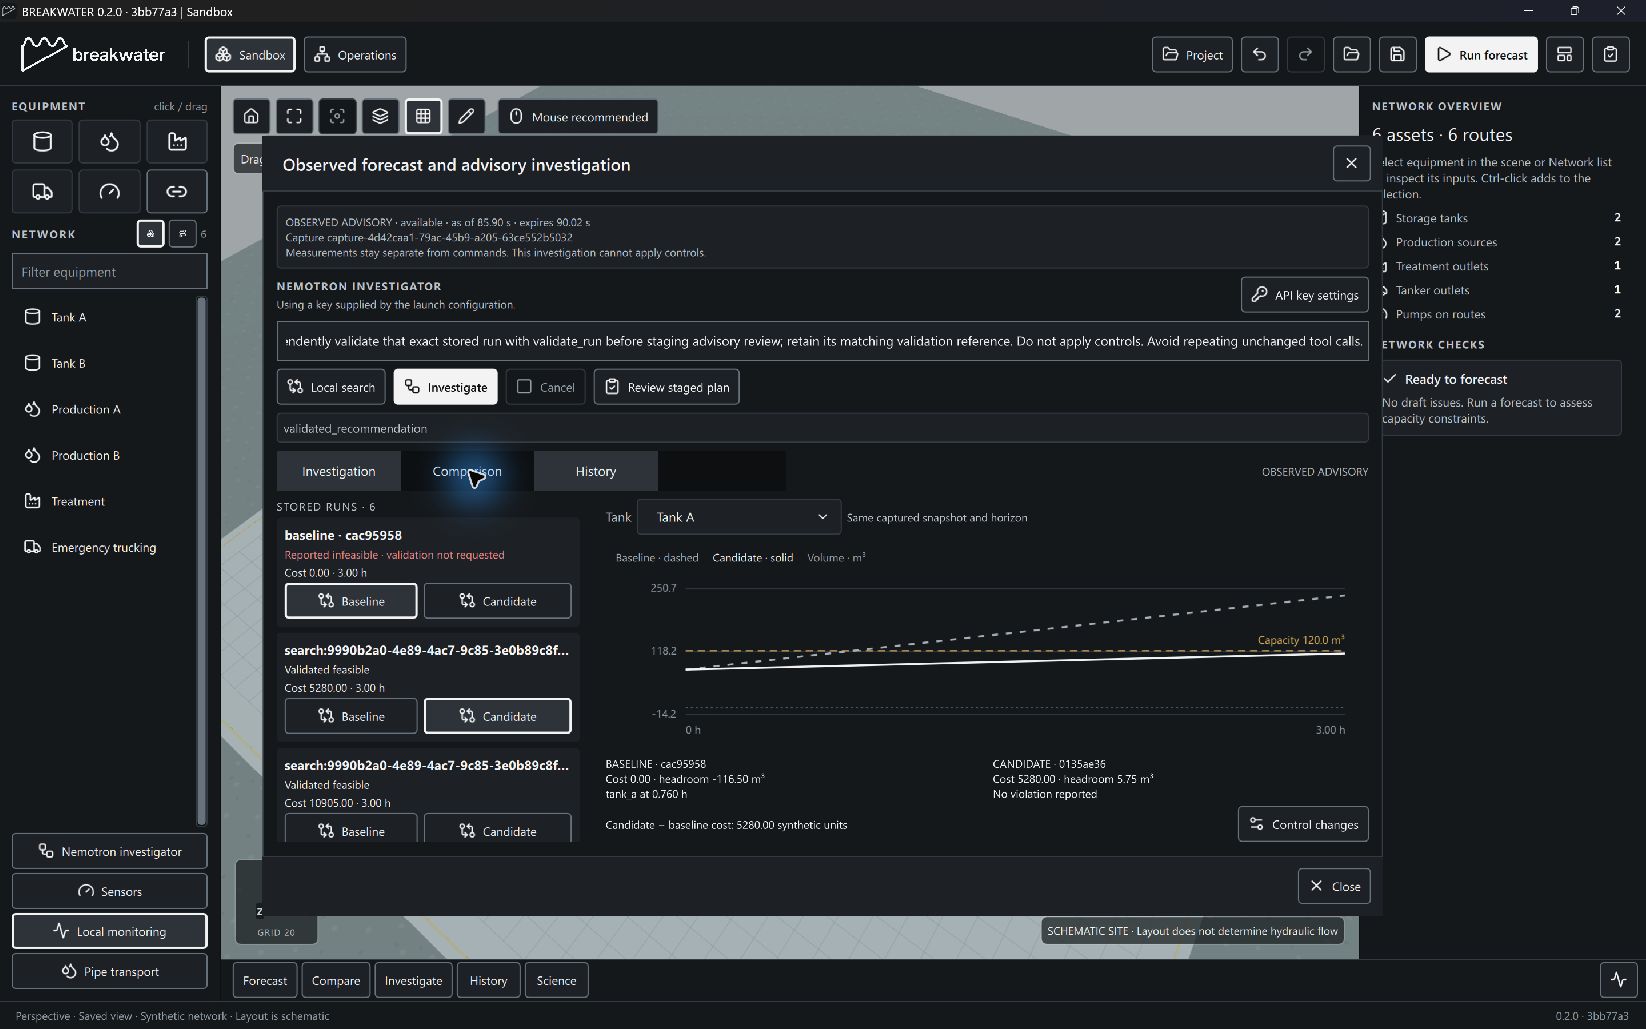 BREAKWATER 0.2.0 · 3bb77a3 | Sandbox
breakwater
Sandbox
Operations
Project
Run forecast
EQUIPMENT
click / drag
NETWORK
6
Filter equipment
Tank A
Tank B
Production A
Production B
Treatment
Emergency trucking
Nemotron investigator
Sensors
Local monitoring
Pipe transport
Mouse recommended
Drag
Observed forecast and advisory investigation
OBSERVED ADVISORY · available · as of 85.90 s · expires 90.02 s
Capture capture-4d42caa1-79ac-45b9-a205-63ce552b5032
Measurements stay separate from commands. This investigation cannot apply controls.
NEMOTRON INVESTIGATOR
Using a key supplied by the launch configuration.
API key settings
endently validate that exact stored run with validate_run before staging advisory review; retain its matching validation reference. Do not apply controls. Avoid repeating unchanged tool calls.
Local search
Investigate
Cancel
Review staged plan
validated_recommendation
Investigation
Comparison
History
OBSERVED ADVISORY
STORED RUNS · 6
baseline · cac95958
Reported infeasible · validation not requested
Cost 0.00 · 3.00 h
Baseline
Candidate
search:9990b2a0-4e89-4ac7-9c85-3e0b89c8f...
Validated feasible
Cost 5280.00 · 3.00 h
Baseline
Candidate
search:9990b2a0-4e89-4ac7-9c85-3e0b89c8f...
Validated feasible
Cost 10905.00 · 3.00 h
Baseline
Candidate
Tank
Tank A
Same captured snapshot and horizon
Baseline · dashed
Candidate · solid
Volume · m³
250.7
Capacity 120.0 m³
118.2
-14.2
0 h
3.00 h
BASELINE · cac95958
Cost 0.00 · headroom -116.50 m³
tank_a at 0.760 h
CANDIDATE · 0135ae36
Cost 5280.00 · headroom 5.75 m³
No violation reported
Candidate − baseline cost: 5280.00 synthetic units
Control changes
Close
Z
GRID 20
SCHEMATIC SITE · Layout does not determine hydraulic flow
NETWORK OVERVIEW
6 assets · 6 routes
elect equipment in the scene or Network list
inspect its inputs. Ctrl-click adds to the
lection.
Storage tanks
2
Production sources
2
Treatment outlets
1
Tanker outlets
1
Pumps on routes
2
ETWORK CHECKS
Ready to forecast
No draft issues. Run a forecast to assess
capacity constraints.
Forecast
Compare
Investigate
History
Science
Perspective · Saved view · Synthetic network · Layout is schematic
0.2.0 · 3bb77a3